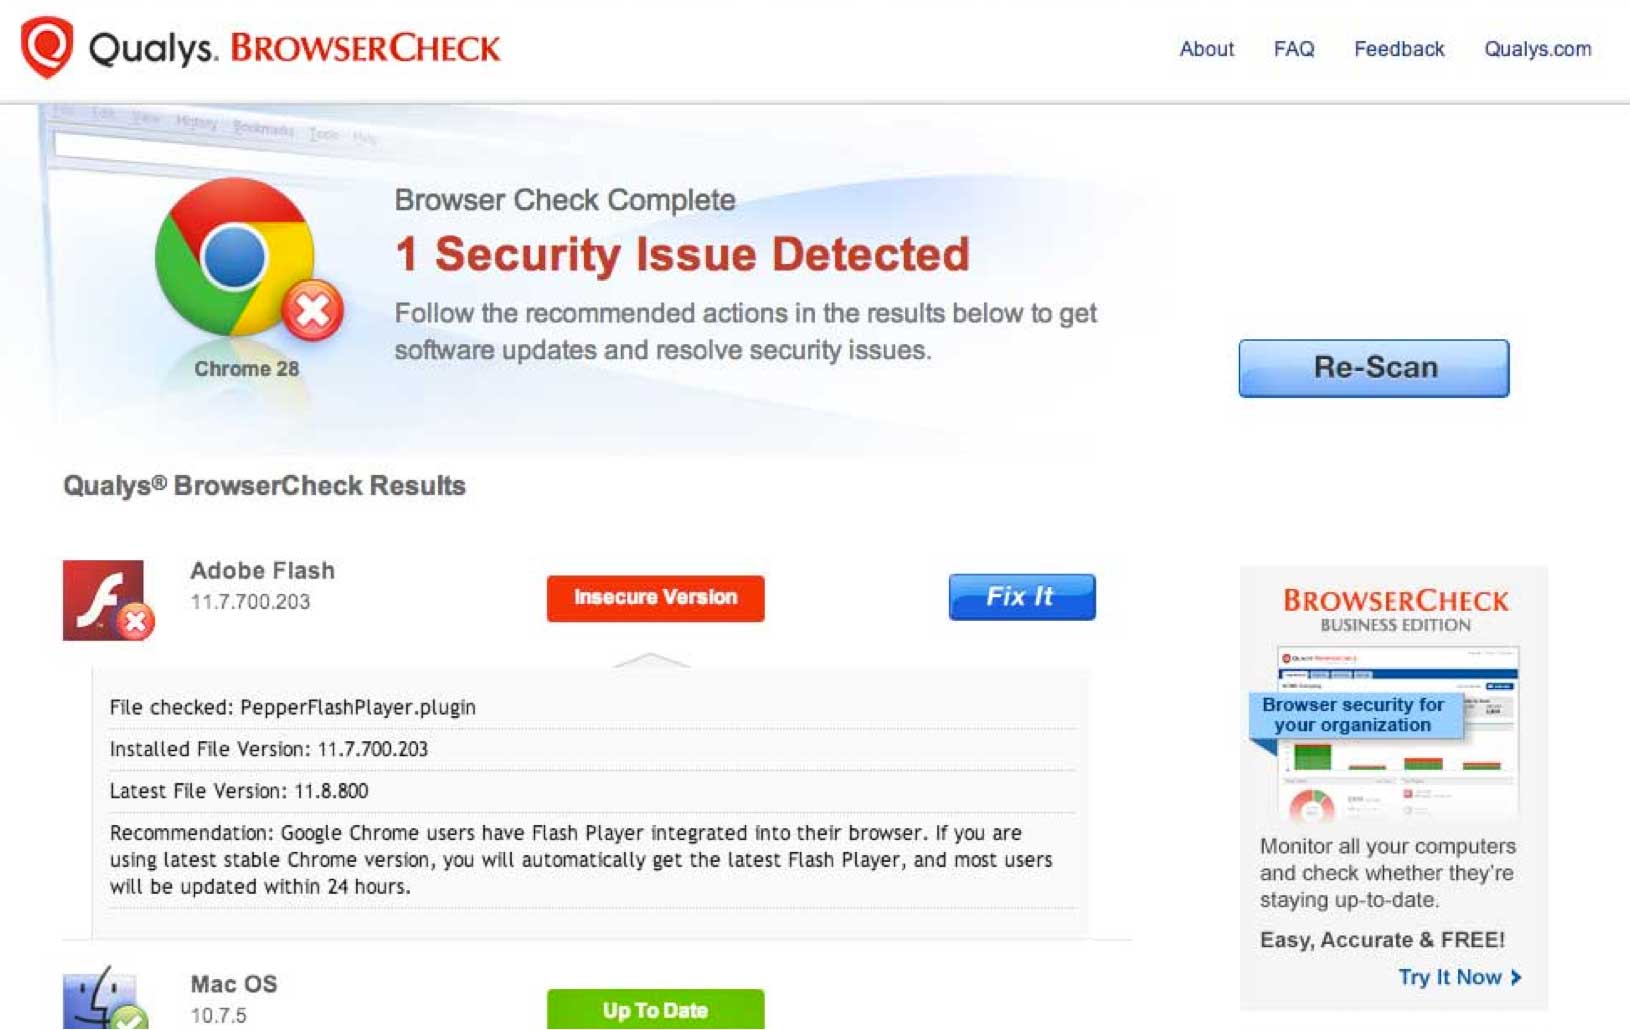 Qualys. BROWSERCHECK
About FAQ Feedback Qualys.com
History Bookmarks Tools Help
Browser Check Complete
1 Security Issue Detected
Follow the recommended actions in the results below to get
software updates and resolve security issues.
Chrome 28
Re-Scan
Qualys® BrowserCheck Results
Adobe Flash
11.7.700.203
Insecure Version
Fix It
File checked: PepperFlashPlayer.plugin
Installed File Version: 11.7.700.203
Latest File Version: 11.8.800
Recommendation: Google Chrome users have Flash Player integrated into their browser. If you are
using latest stable Chrome version, you will automatically get the latest Flash Player, and most users
will be updated within 24 hours.
Mac OS
10.7.5
Up To Date
BROWSERCHECK
BUSINESS EDITION
Browser security for
your organization
Monitor all your computers
and check whether they're
staying up-to-date.
Easy, Accurate & FREE!
Try It Now